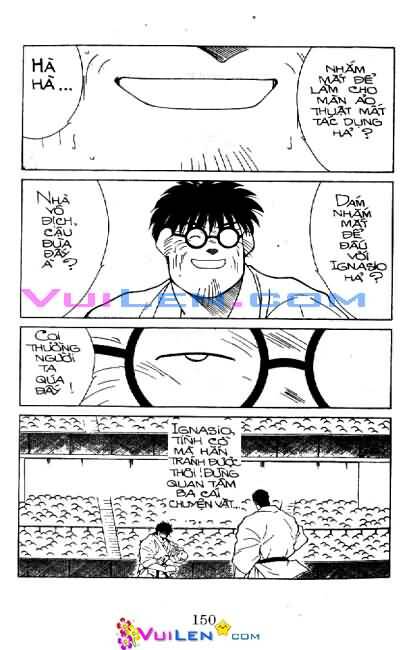 HÀ
HÀ...
NHẮM
MẮT ĐỂ
LÀM CHO
MÀN ẢO
THUẬT MẤT
TÁC DỤNG
HẢ?
NHÀ
VÔ
ĐỊCH,
CẬU
ĐÙA
ĐẤY
À?
DÁM
NHẮM
MẮT
ĐỂ
ĐẤU
VỚI
IGNASIO
HẢ?
VUILEN.COM
COI
THƯỜNG
NGƯỜI
TA
QUÁ
ĐẤY!
IGNASIO,
TÌNH CỜ
MÀ HẮN
TRÁNH ĐƯỢC
THÔI! ĐỪNG
QUAN TÂM
BA CÁI
CHUYỆN VẶT...
150
VUILEN.COM